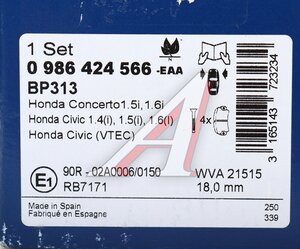 1 Set
0 986 424 566 -EAA
BP313
Honda Concerto1.5i, 1.6i
Honda Civic 1.4(i), 1.5(i), 1.6(I)
Honda Civic (VTEC)
4x
3 165143 723234
E1
90R - 02A0006/0150
RB7171
WVA 21515
18,0 mm
Made in Spain
Fabriqué en Espagne
250
339